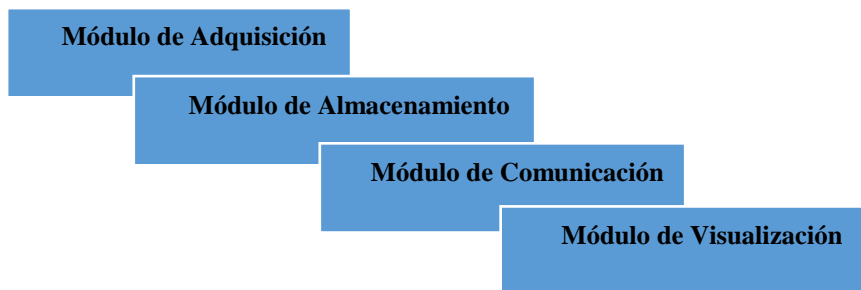 Módulo de Adquisición
Módulo de Almacenamiento
Módulo de Comunicación
Módulo de Visualización